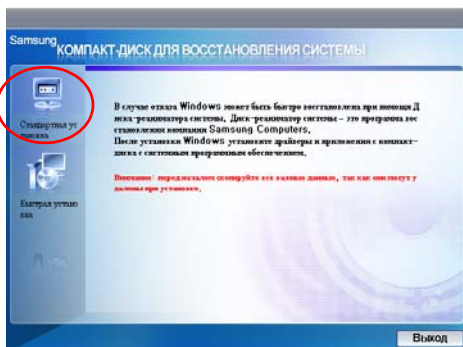 Samsung
КОМПАКТ-ДИСК ДЛЯ ВОССТАНОВЛЕНИЯ СИСТЕМЫ
Стандартная ус
тановка
Быстрая устано
вка
В случае отказа Windows может быть быстро восстановлена при помощи Д
иска-реаниматора системы, Диск-реаниматор системы – это программа вос
становления компании Samsung Computers,
После установки Windows установите драйверы и приложения с компакт-
диска с системным программным обеспечением,
Внимание: перед началом скопируйте все важные данные, так как они могут у
далены при установке,
Выход